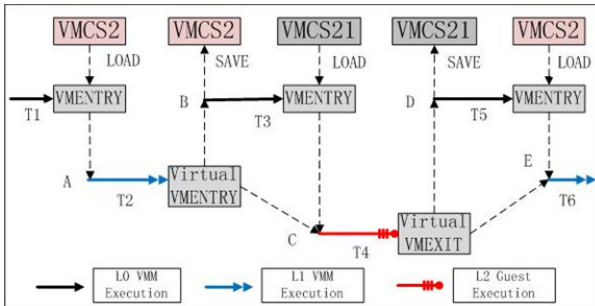 VMCS2 VMCS2 VMCS21 VMCS21 VMCS2
LOAD SAVE LOAD SAVE LOAD
VMENTRY B VMENTRY D VMENTRY
T1 T3 T5
A T2 Virtual VMENTRY E T6
C T4 Virtual VMEXIT
L0 VMM Execution
L1 VMM Execution
L2 Guest Execution